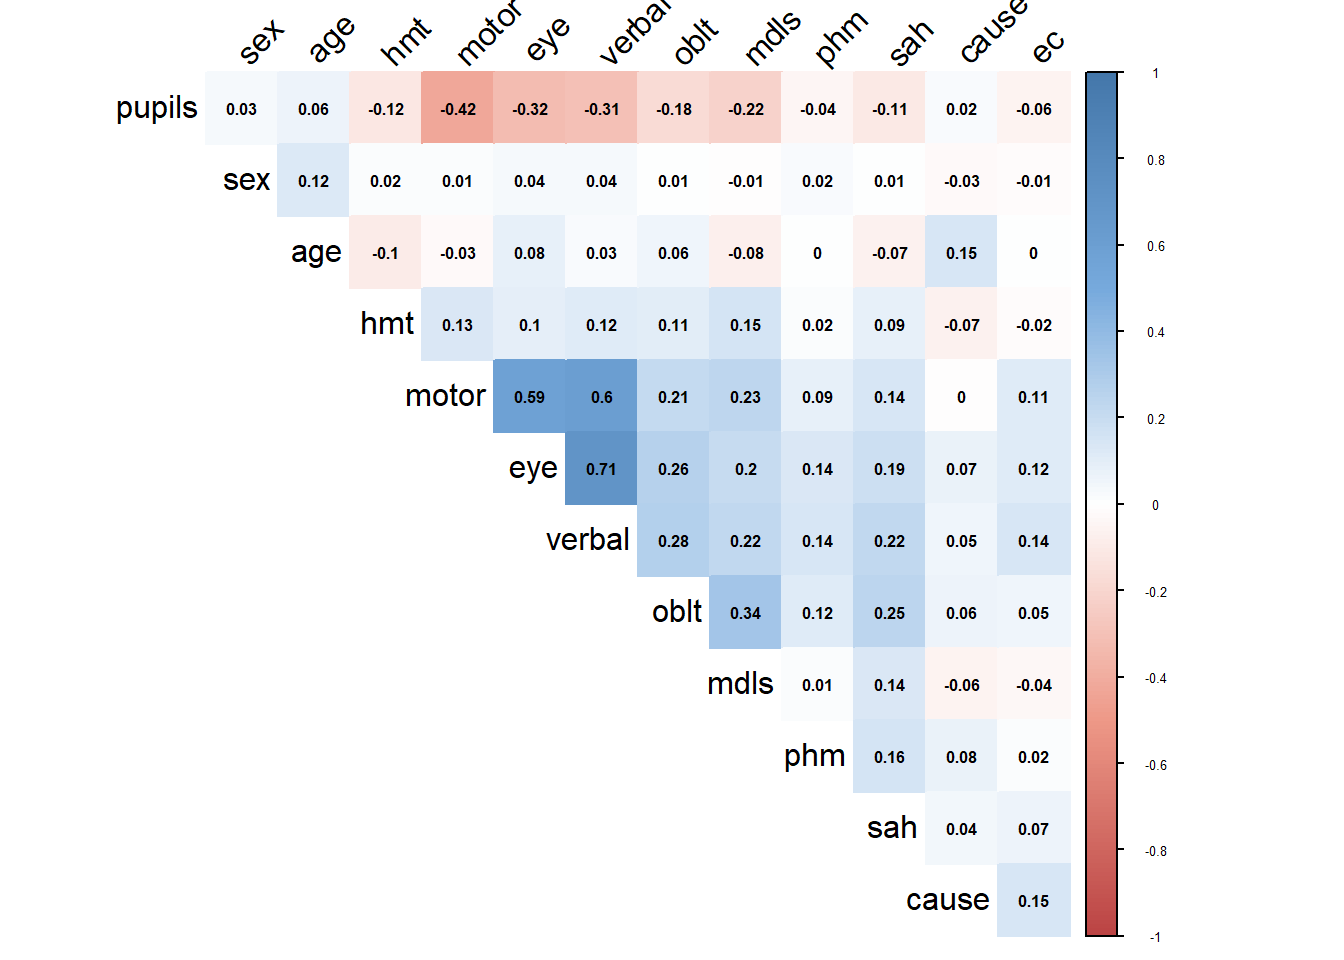 sex age hmt motor eye verbal oblt mdls phm sah cause ec
pupils 0.03 0.06 -0.12 -0.42 -0.32 -0.31 -0.18 -0.22 -0.04 -0.11 0.02 -0.06
sex 0.12 0.02 0.01 0.04 0.04 0.01 -0.01 0.02 0.01 -0.03 -0.01
age -0.1 -0.03 0.08 0.03 0.06 -0.08 0 -0.07 0.15 0
hmt 0.13 0.1 0.12 0.11 0.15 0.02 0.09 -0.07 -0.02
motor 0.59 0.6 0.21 0.23 0.09 0.14 0 0.11
eye 0.71 0.26 0.2 0.14 0.19 0.07 0.12
verbal 0.28 0.22 0.14 0.22 0.05 0.14
oblt 0.34 0.12 0.25 0.06 0.05
mdls 0.01 0.14 -0.06 -0.04
phm 0.16 0.08 0.02
sah 0.04 0.07
cause 0.15
1
0.8
0.6
0.4
0.2
0
-0.2
-0.4
-0.6
-0.8
-1